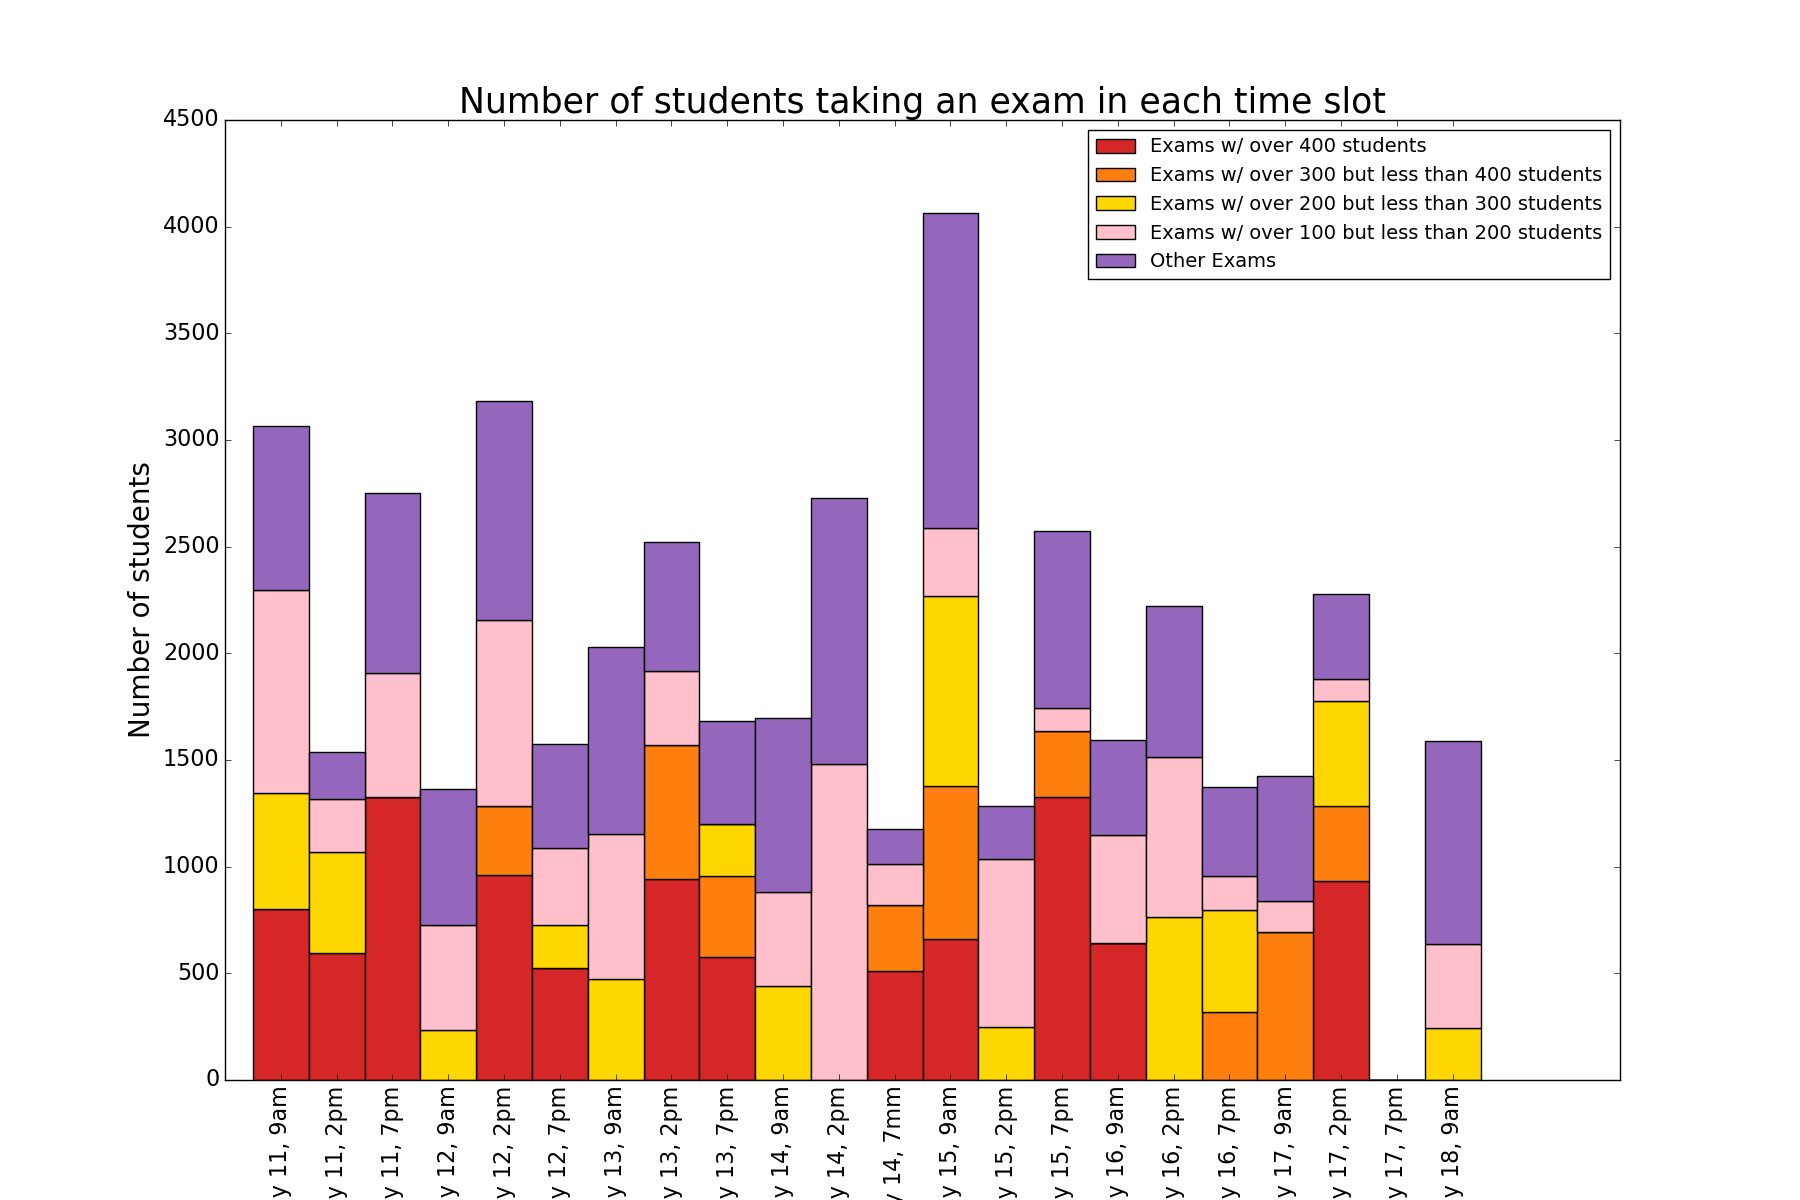 Number of students taking an exam in each time slot
4500
4000
3500
3000
2500
2000
1500
1000
500
0
Number of students
Exams w/ over 400 students
Exams w/ over 300 but less than 400 students
Exams w/ over 200 but less than 300 students
Exams w/ over 100 but less than 200 students
Other Exams
y 11, 9am
y 11, 2pm
y 11, 7pm
y 12, 9am
y 12, 2pm
y 12, 7pm
y 13, 9am
y 13, 2pm
y 13, 7pm
y 14, 9am
y 14, 2pm
y 14, 7mm
y 15, 9am
y 15, 2pm
y 15, 7pm
y 16, 9am
y 16, 2pm
y 16, 7pm
y 17, 9am
y 17, 2pm
y 17, 7pm
y 18, 9am